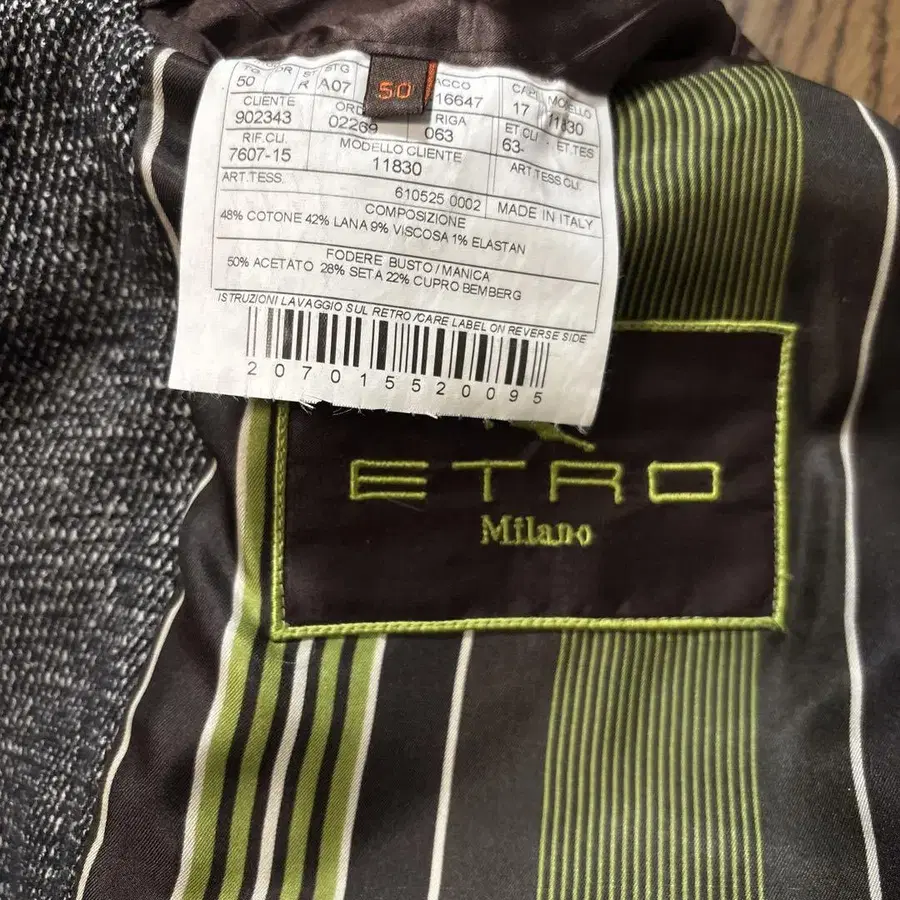 50 R A07 ACCO
16647 17 MODELLO
11830
CLIENTE
902343
ORD
02269
RIGA
063
ET CLI
63-
ET.TES
RIF.CLI.
7607-15
MODELLO CLIENTE
11830
ART.TESS.CLI.
ART.TESS.
610525 0002
MADE IN ITALY
COMPOSIZIONE
48% COTONE 42% LANA 9% VISCOSA 1% ELASTAN
FODERE BUSTO / MANICA
50% ACETATO 28% SETA 22% CUPRO BEMBERG
ISTRUZIONI LAVAGGIO SUL RETRO /CARE LABEL ON REVERSE SIDE
207015520095
50
ETRO
Milano